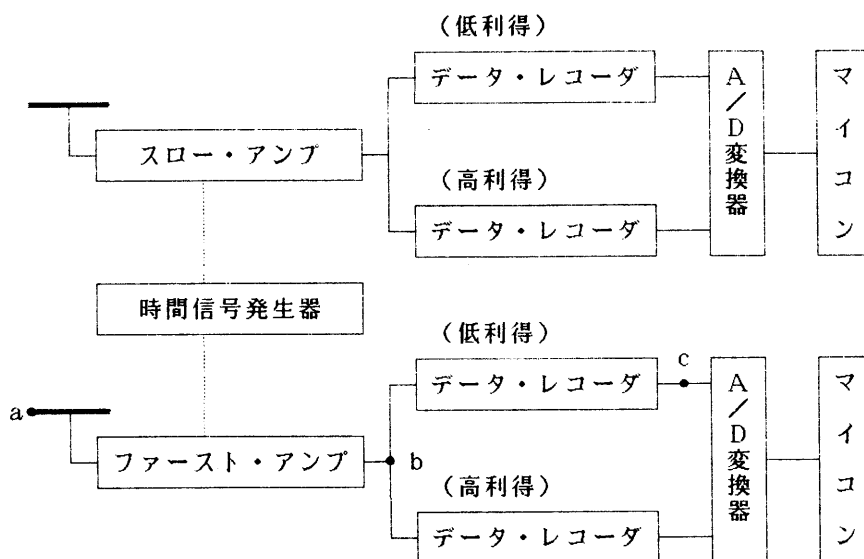 (低利得)
データ・レコーダ
スロー・アンプ
(高利得)
データ・レコーダ
A/D変換器
マイコン
時間信号発生器
(低利得)
a
c
データ・レコーダ
ファースト・アンプ
b
(高利得)
データ・レコーダ
A/D変換器
マイコン